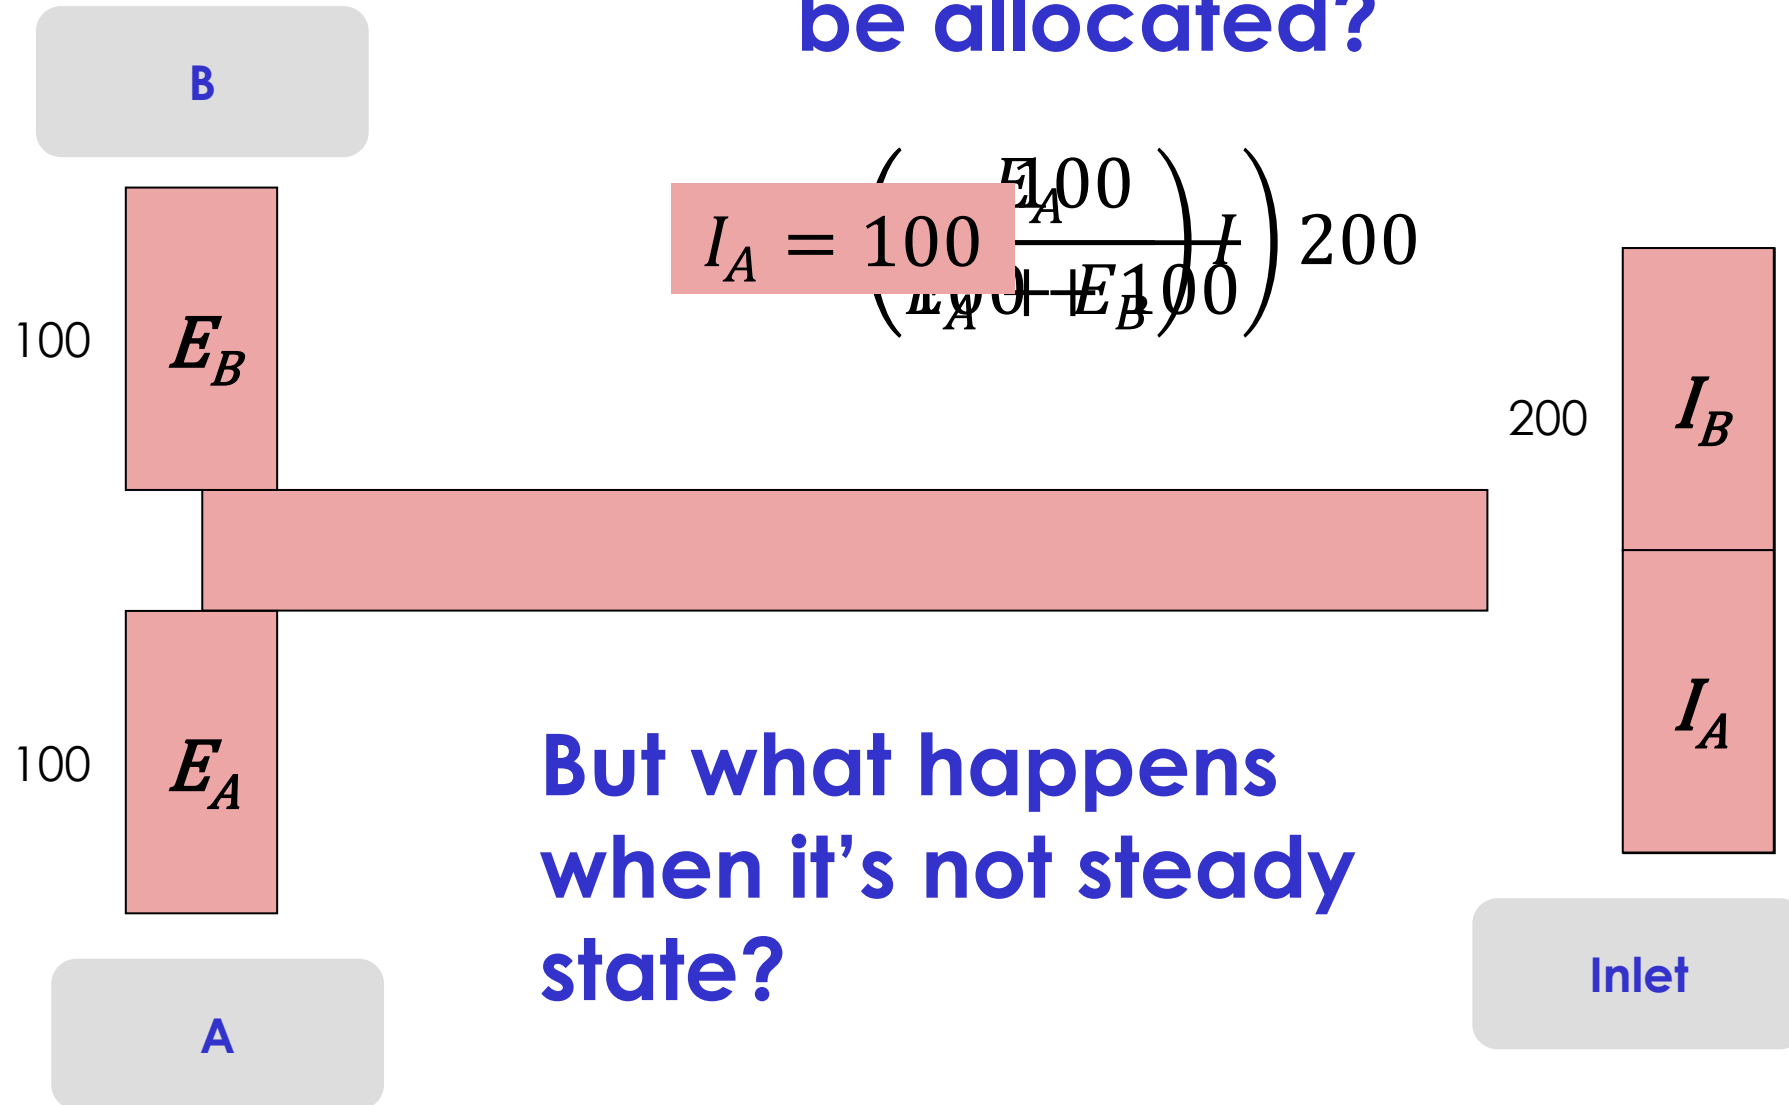 be allocated?
B
I_A = 100
200
100
E_B
200
I_B
100
E_A
I_A
But what happens
when it's not steady
state?
Inlet
A